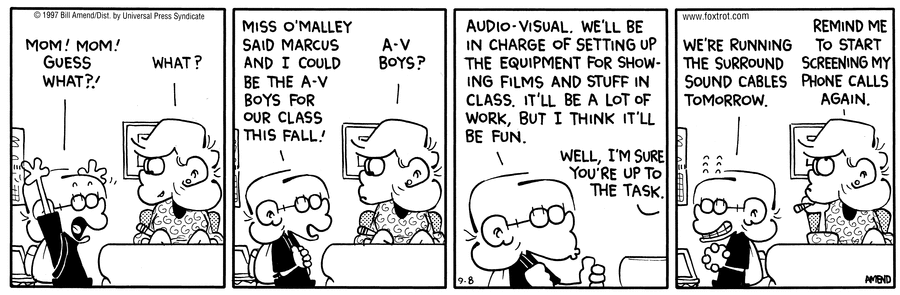 © 1997 Bill Amend/Dist. by Universal Press Syndicate
MOM! MOM!
GUESS
WHAT?!
WHAT?
MISS O'MALLEY
SAID MARCUS
AND I COULD
BE THE A-V
BOYS FOR
OUR CLASS
THIS FALL!
A-V
BOYS?
AUDIO-VISUAL. WE'LL BE
IN CHARGE OF SETTING UP
THE EQUIPMENT FOR SHOW-
ING FILMS AND STUFF IN
CLASS. IT'LL BE A LOT OF
WORK, BUT I THINK IT'LL
BE FUN.
WELL, I'M SURE
YOU'RE UP TO
THE TASK.
9-8
www.foxtrot.com
WE'RE RUNNING
THE SURROUND
SOUND CABLES
TOMORROW.
REMIND ME
TO START
SCREENING MY
PHONE CALLS
AGAIN.
AMEND